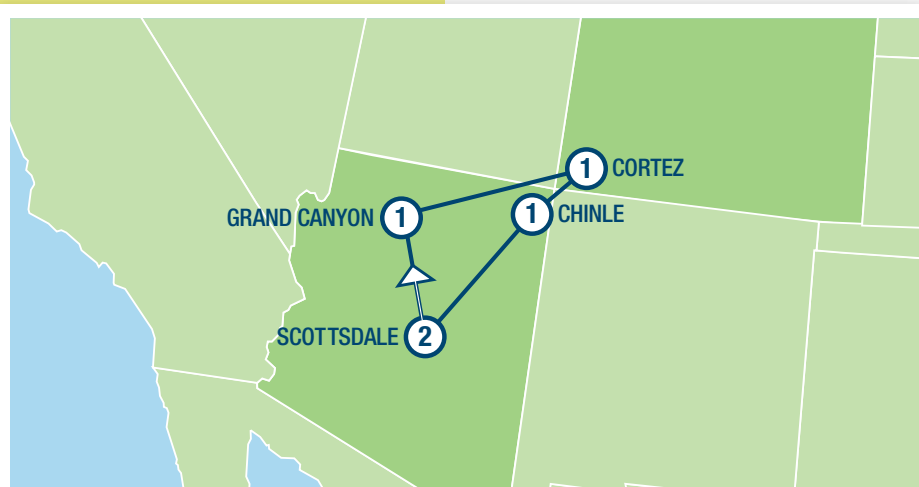 1 CORTEZ
GRAND CANYON 1
1 CHINLE
SCOTTSDALE 2